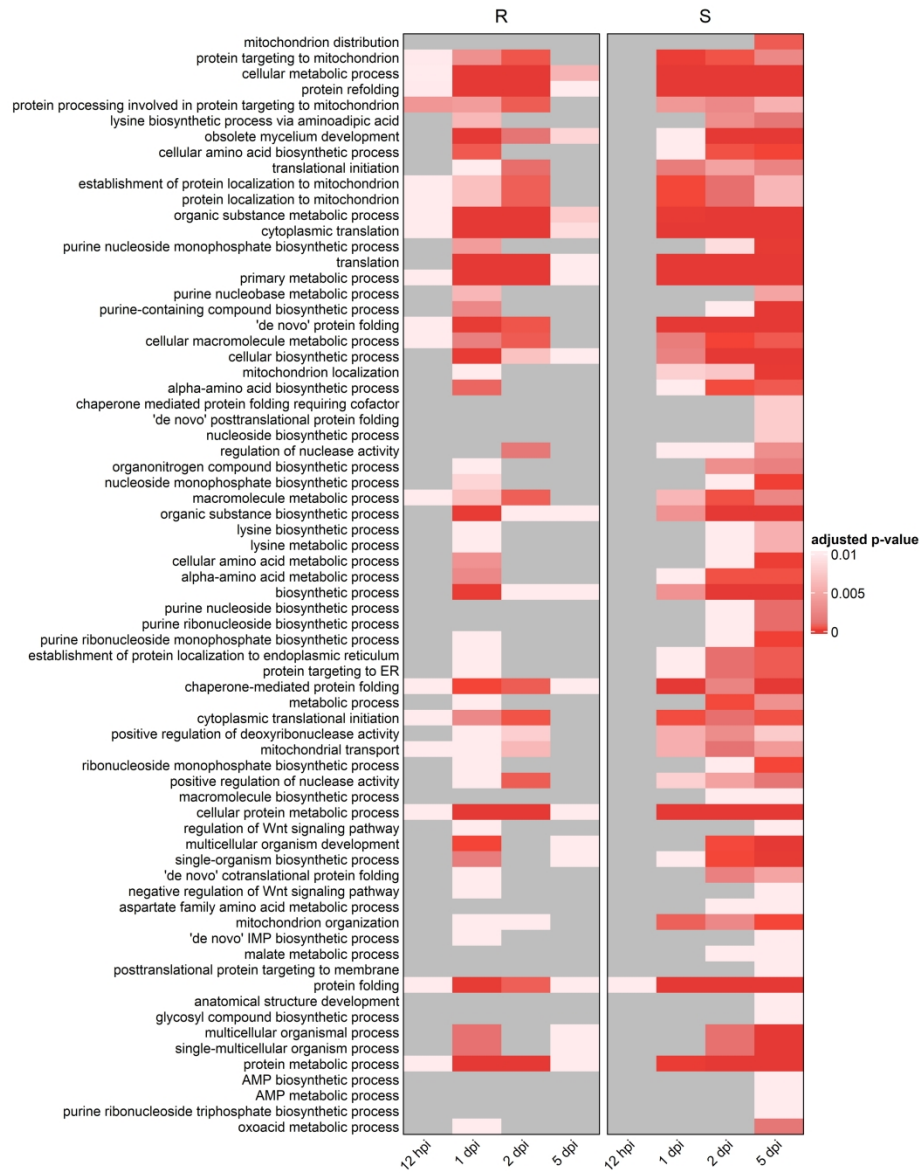 R S
mitochondrion distribution
protein targeting to mitochondrion
cellular metabolic process
protein refolding
protein processing involved in protein targeting to mitochondrion
lysine biosynthetic process via aminoadipic acid
obsolete mycelium development
cellular amino acid biosynthetic process
translational initiation
establishment of protein localization to mitochondrion
protein localization to mitochondrion
organic substance metabolic process
cytoplasmic translation
purine nucleoside monophosphate biosynthetic process
translation
primary metabolic process
purine nucleobase metabolic process
purine-containing compound biosynthetic process
'de novo' protein folding
cellular macromolecule metabolic process
cellular biosynthetic process
mitochondrion localization
alpha-amino acid biosynthetic process
chaperone mediated protein folding requiring cofactor
'de novo' posttranslational protein folding
nucleoside biosynthetic process
regulation of nuclease activity
organonitrogen compound biosynthetic process
nucleoside monophosphate biosynthetic process
macromolecule metabolic process
organic substance biosynthetic process
lysine biosynthetic process
lysine metabolic process
cellular amino acid metabolic process
alpha-amino acid metabolic process
biosynthetic process
purine nucleoside biosynthetic process
purine ribonucleoside biosynthetic process
purine ribonucleoside monophosphate biosynthetic process
establishment of protein localization to endoplasmic reticulum
protein targeting to ER
chaperone-mediated protein folding
metabolic process
cytoplasmic translational initiation
positive regulation of deoxyribonuclease activity
mitochondrial transport
ribonucleoside monophosphate biosynthetic process
positive regulation of nuclease activity
macromolecule biosynthetic process
cellular protein metabolic process
regulation of Wnt signaling pathway
multicellular organism development
single-organism biosynthetic process
'de novo' cotranslational protein folding
negative regulation of Wnt signaling pathway
aspartate family amino acid metabolic process
mitochondrion organization
'de novo' IMP biosynthetic process
malate metabolic process
posttranslational protein targeting to membrane
protein folding
anatomical structure development
glycosyl compound biosynthetic process
multicellular organismal process
single-multicellular organism process
protein metabolic process
AMP biosynthetic process
AMP metabolic process
purine ribonucleoside triphosphate biosynthetic process
oxoacid metabolic process
12 hpi 1 dpi 2 dpi 5 dpi 12 hpi 1 dpi 2 dpi 5 dpi
adjusted p-value
0.01
0.005
0